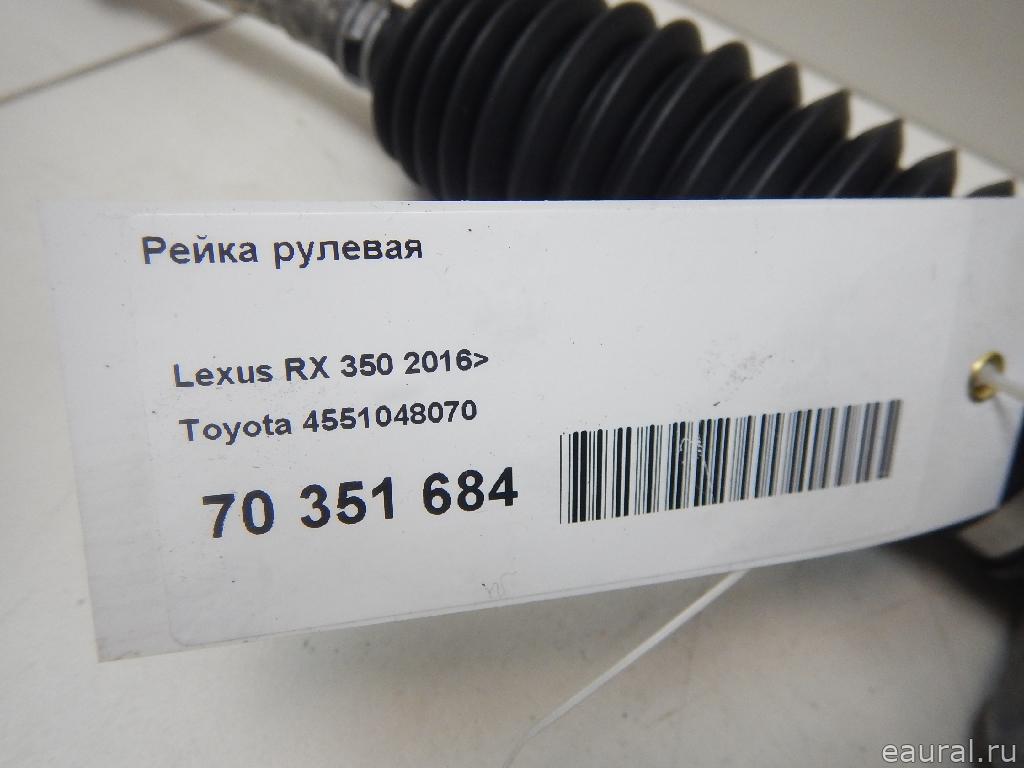 Рейка рулевая
Lexus RX 350 2016>
Toyota 4551048070
70 351 684
eaural.ru